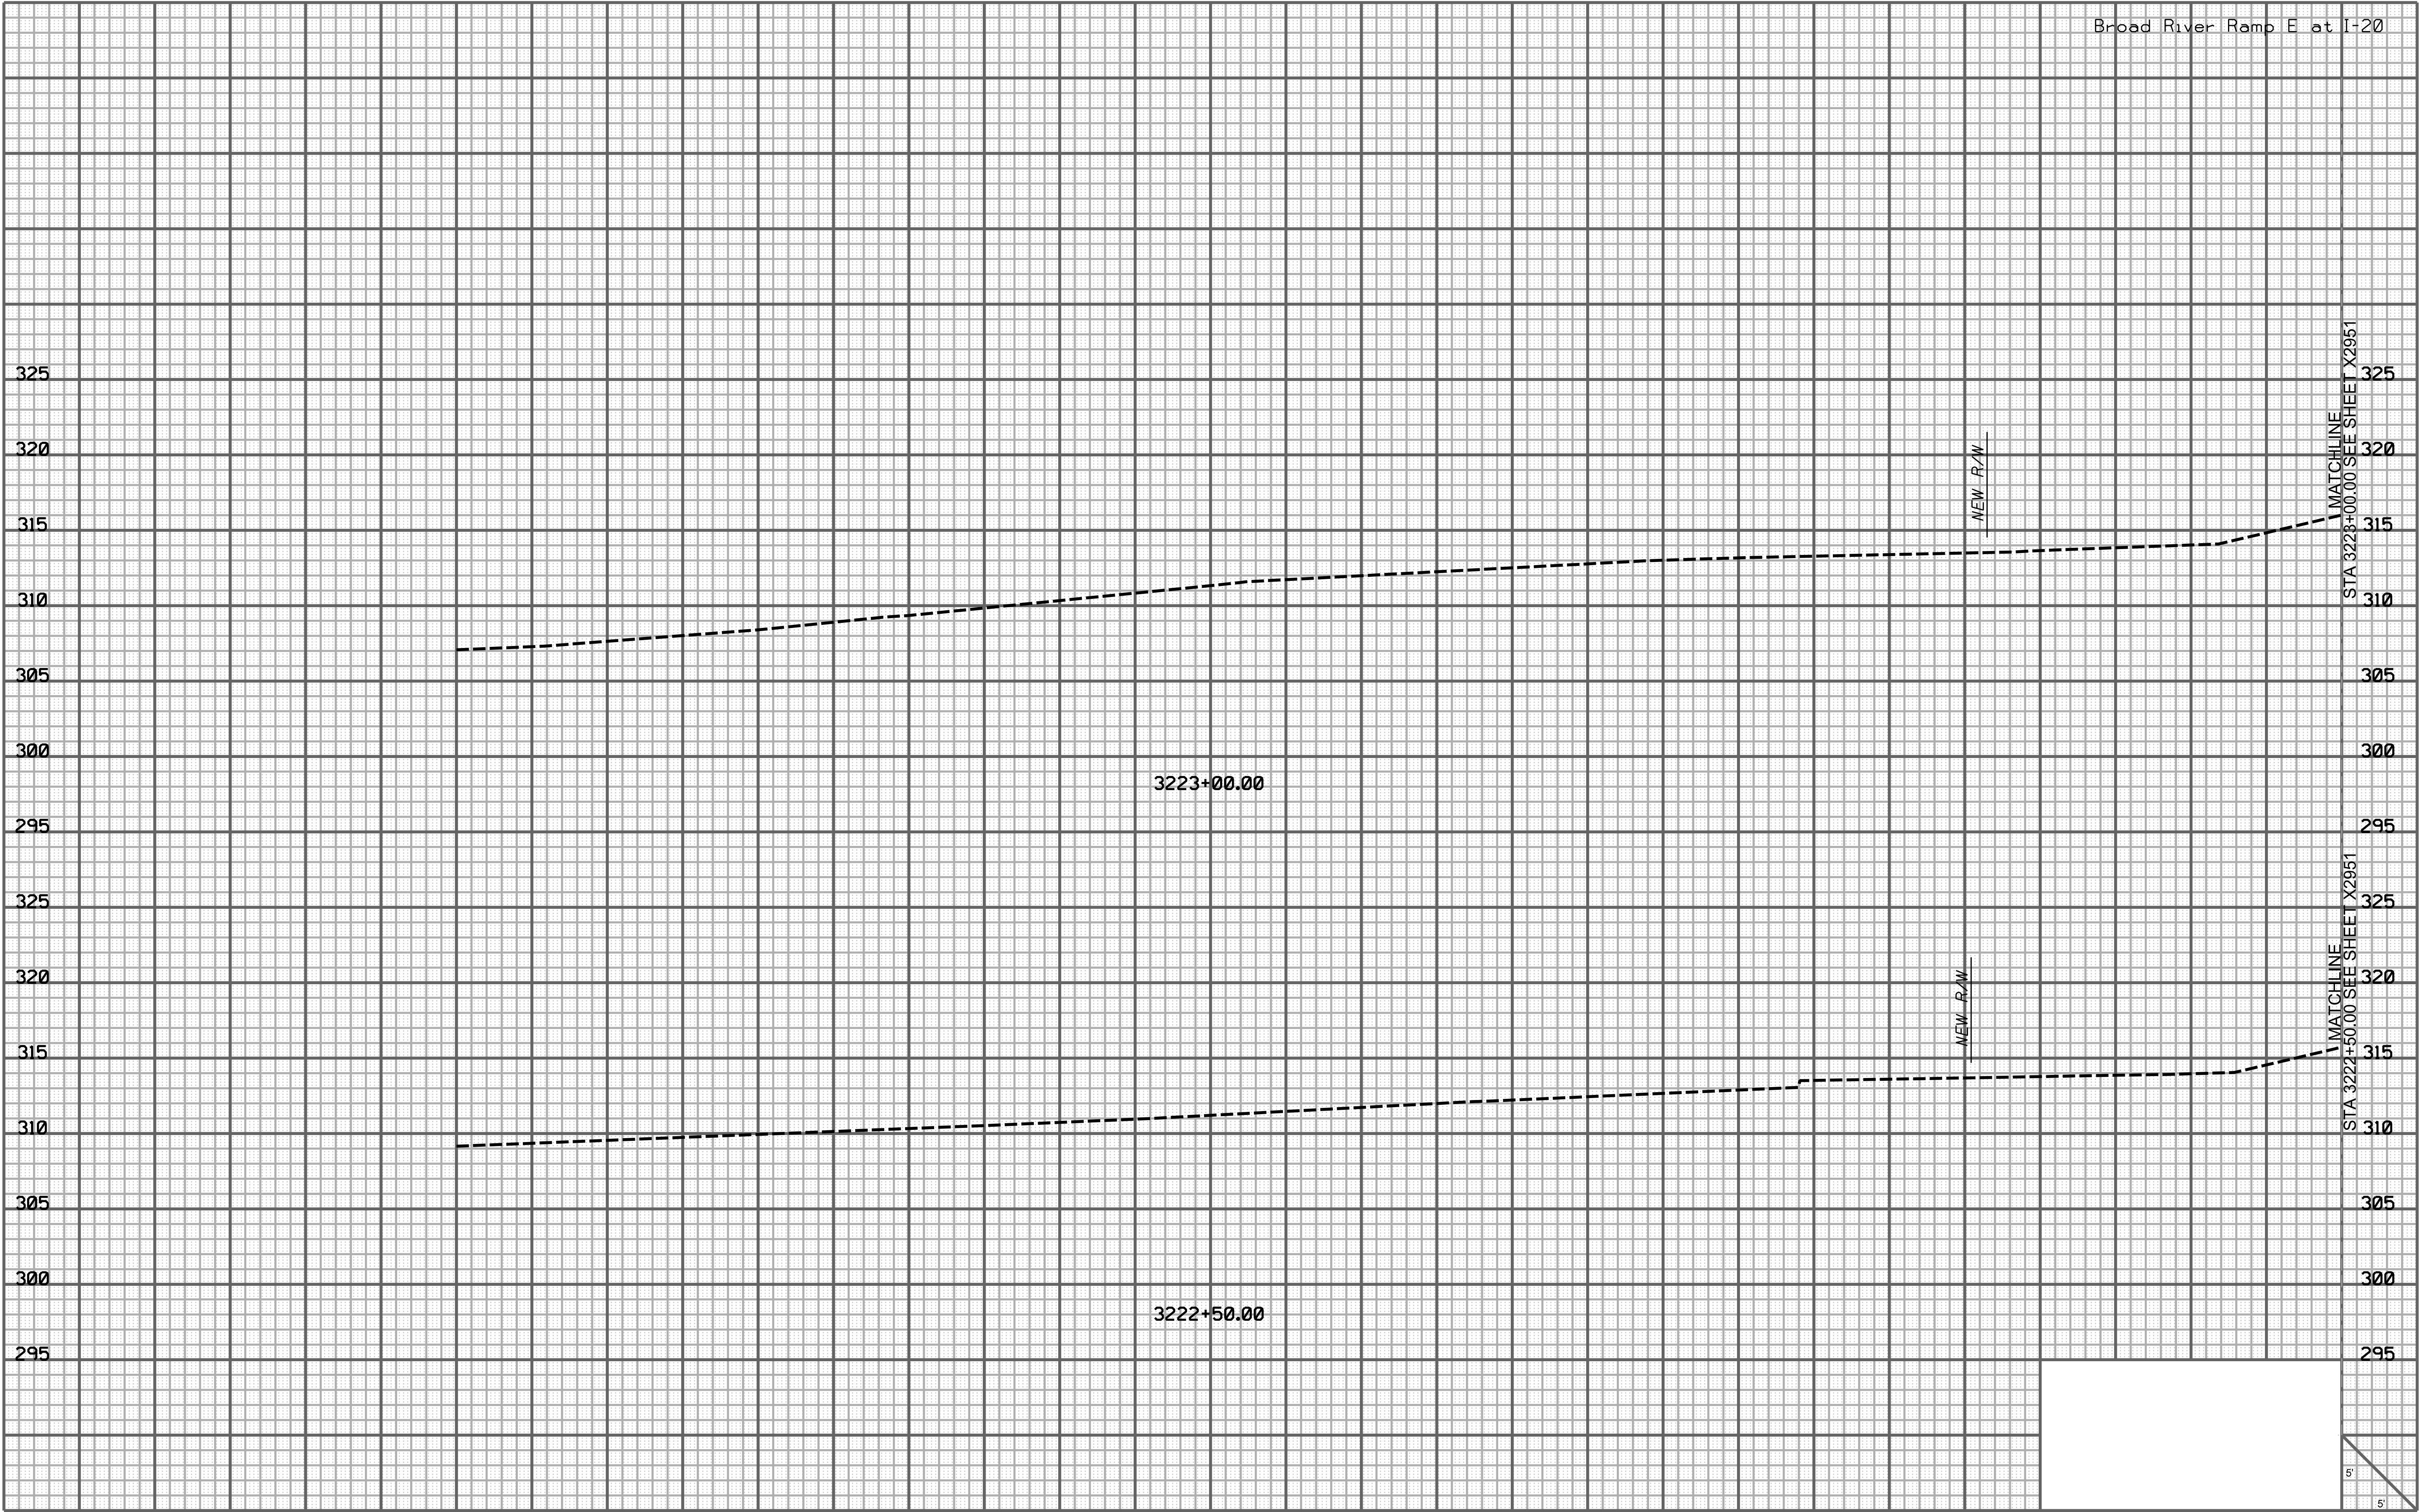 Broad River Ramp E at I-20
325 325
320 320
315 315
310 310
305 305
300 300
295 295
NEW R/W
MATCHLINE
STA 3223+00.00 SEE SHEET X2951
3223+00.00
325 325
320 320
315 315
310 310
305 305
300 300
295 295
NEW R/W
MATCHLINE
STA 3222+50.00 SEE SHEET X2951
3222+50.00
5'
5'